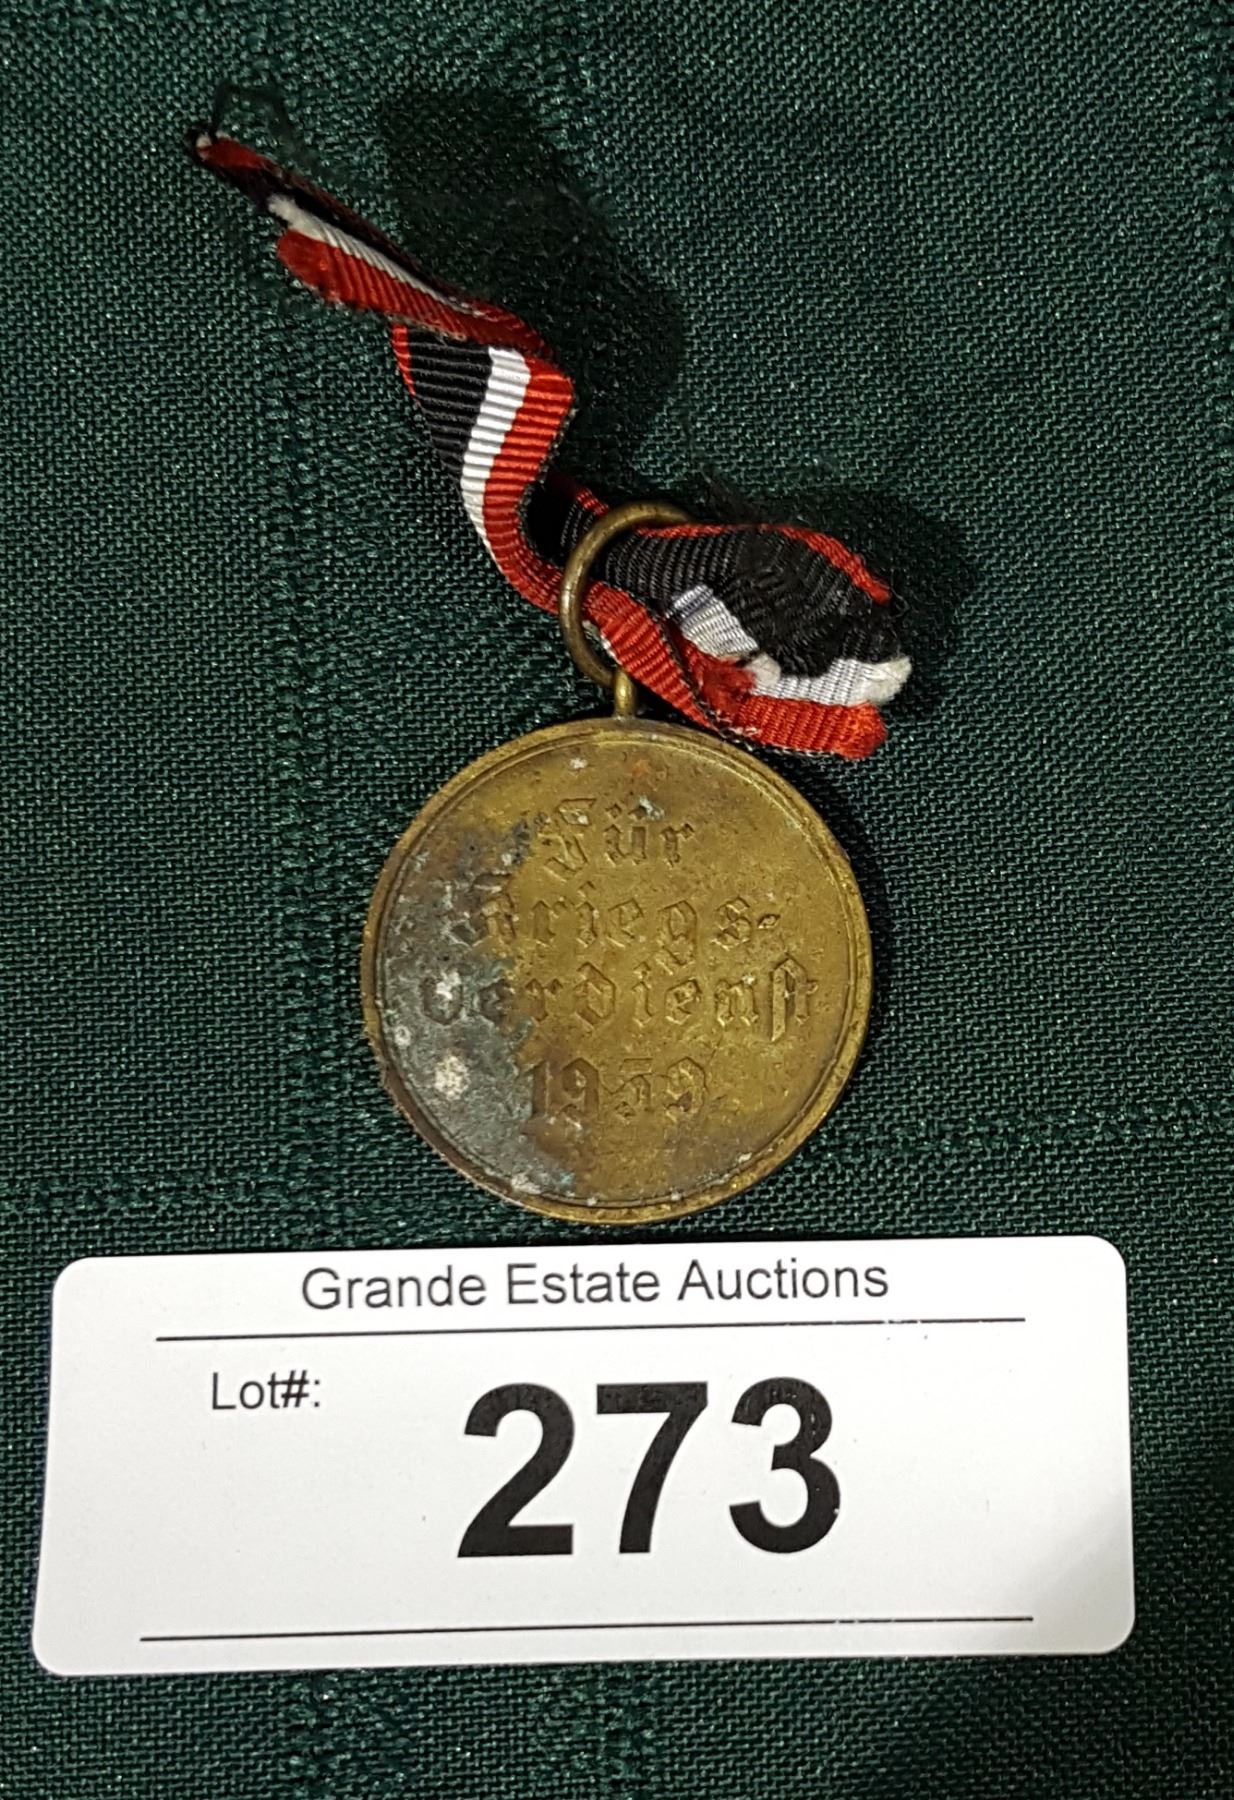 Für
Kriegs-
verdienst
1939
Grande Estate Auctions
Lot#:
273